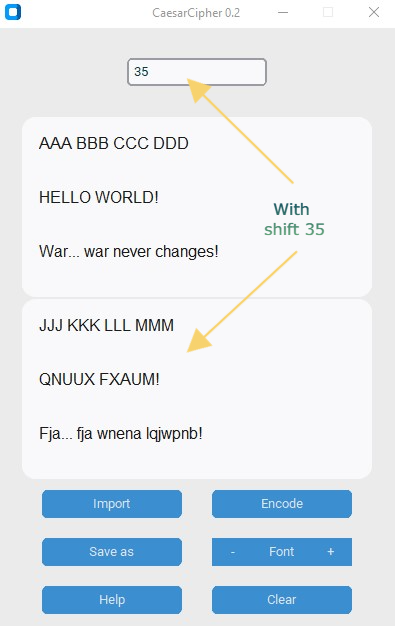 CaesarCipher 0.2
35
AAA BBB CCC DDD
HELLO WORLD!
War... war never changes!
With
shift 35
JJJ KKK LLL MMM
QNUUX FXAUM!
Fja... fja wnena lqjwpnb!
Import
Encode
Save as
- Font +
Help
Clear